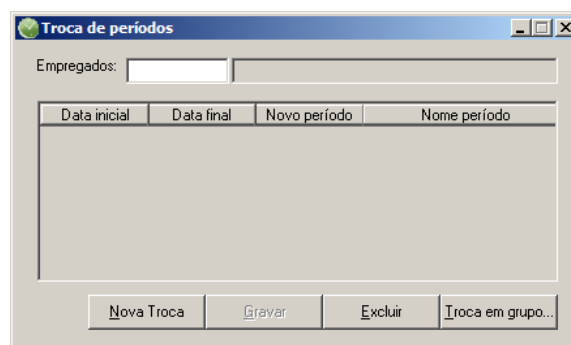 Troca de períodos
Empregados:
Data inicial Data final Novo período Nome período
Nova Troca Gravar Excluir Troca em grupo...